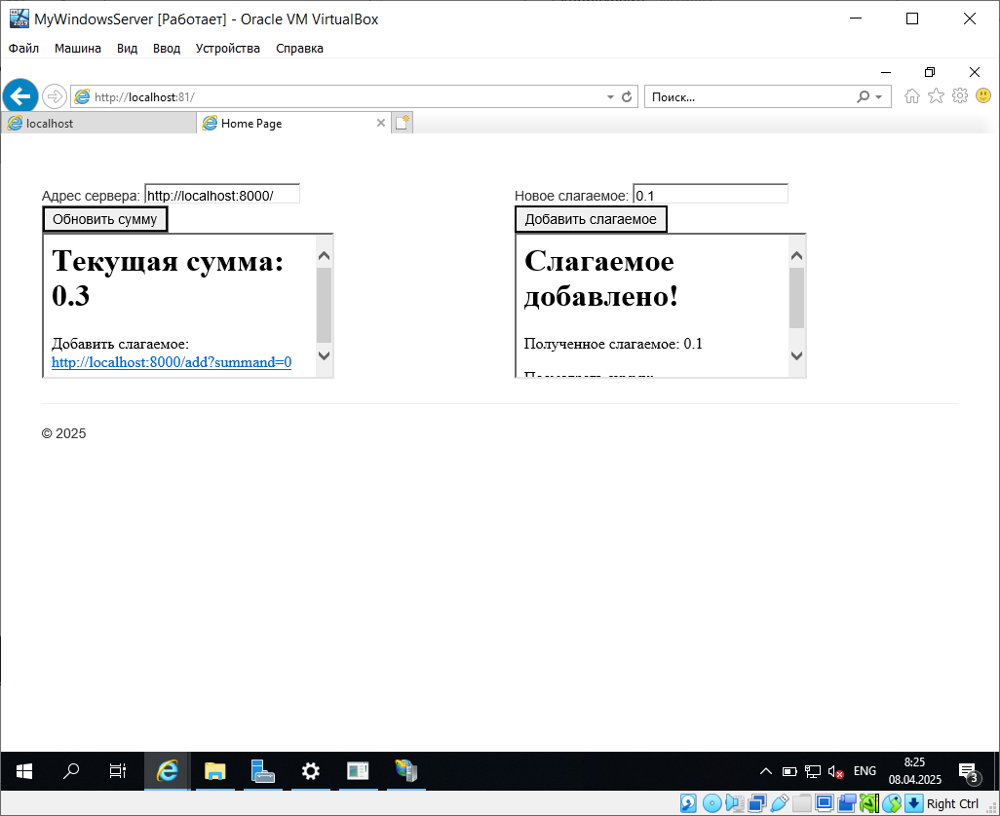 MyWindowsServer [Работает] - Oracle VM VirtualBox
Файл Машина Вид Ввод Устройства Справка
http://localhost:81/
Поиск...
localhost
Home Page
Адрес сервера: http://localhost:8000/
Обновить сумму
Текущая сумма:
0.3
Добавить слагаемое:
http://localhost:8000/add?summand=0
Новое слагаемое: 0.1
Добавить слагаемое
Слагаемое
добавлено!
Полученное слагаемое: 0.1
© 2025
ENG
8:25
08.04.2025
3
Right Ctrl